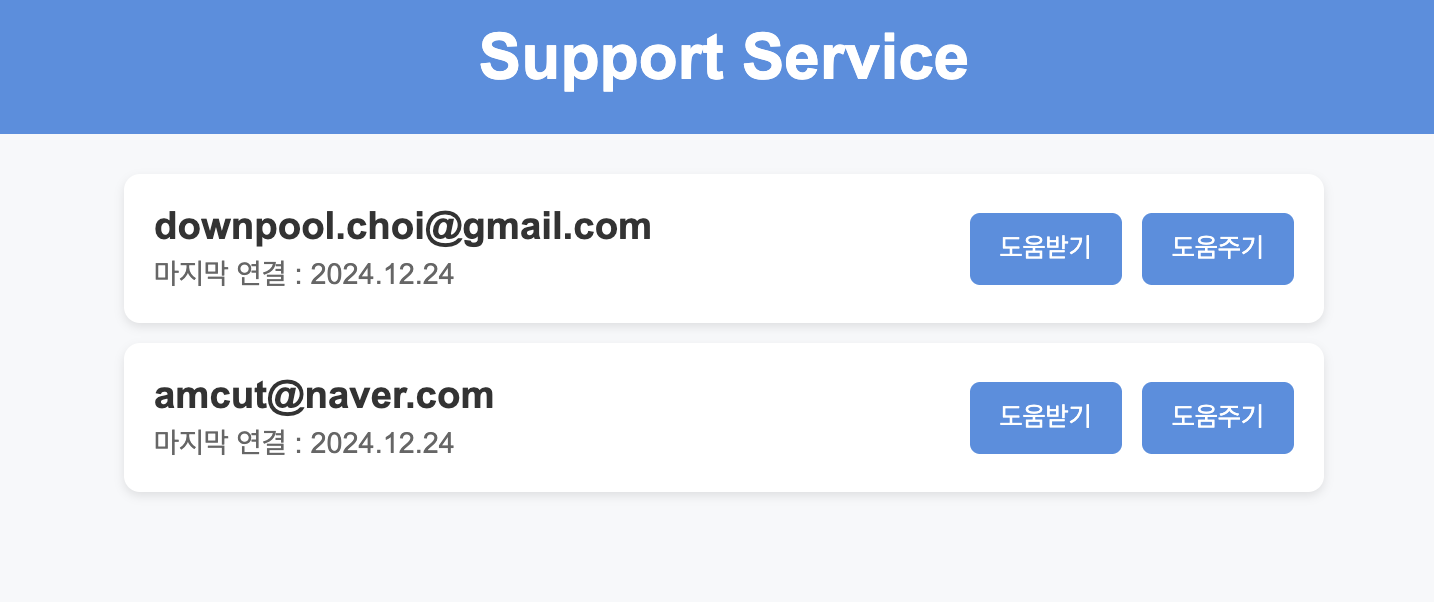 Support Service
downpool.choi@gmail.com
마지막 연결 : 2024.12.24
도움받기
도움주기
amcut@naver.com
마지막 연결 : 2024.12.24
도움받기
도움주기